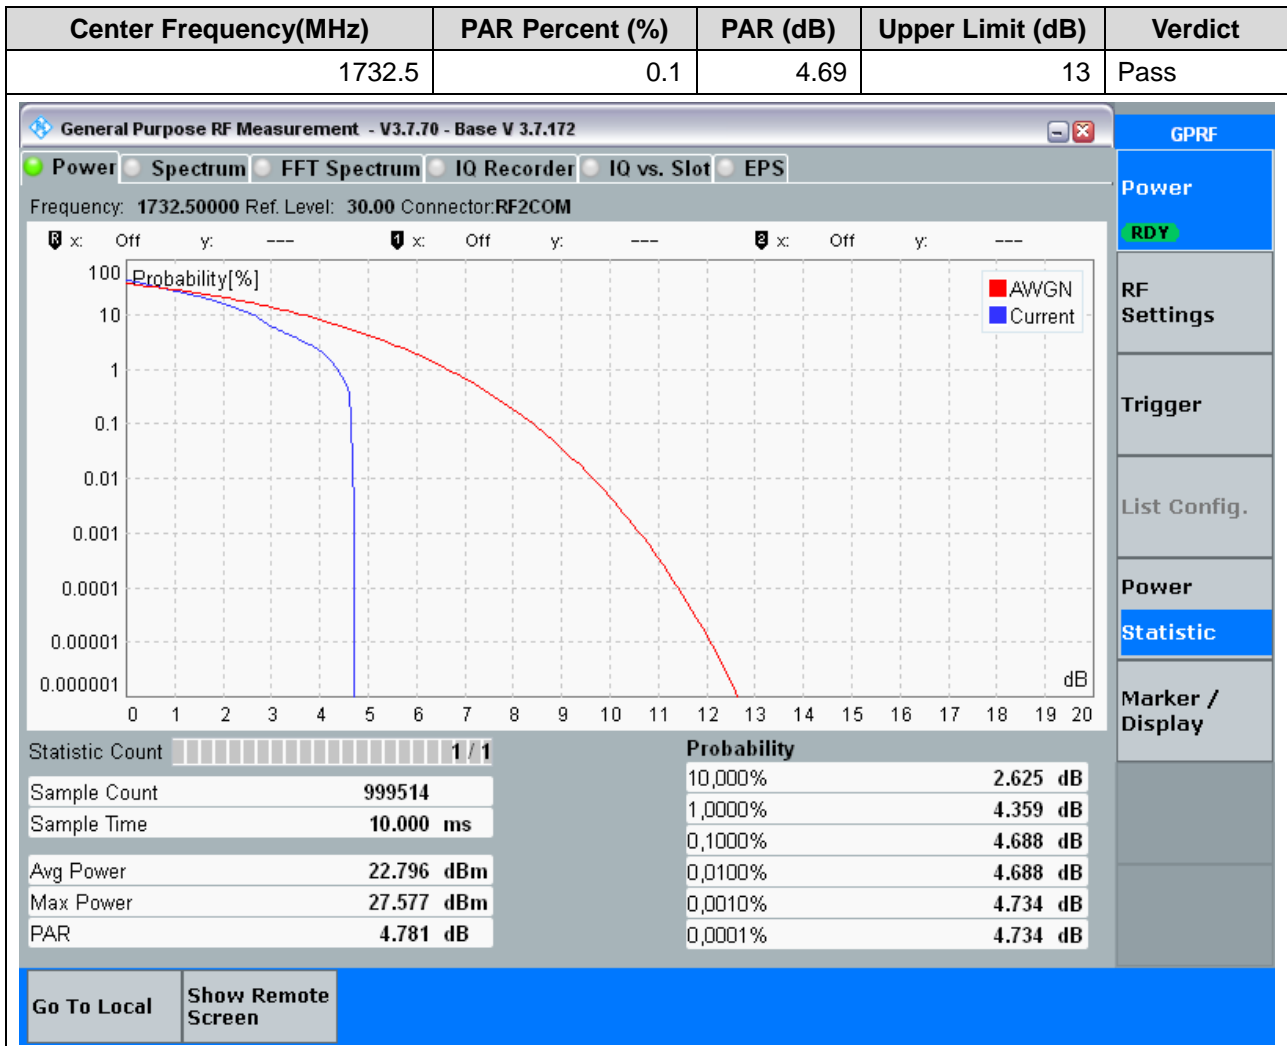 Center Frequency(MHz) PAR Percent (%) PAR (dB) Upper Limit (dB) Verdict
1732.5 0.1 4.69 13 Pass
General Purpose RF Measurement - V3.7.70 - Base V 3.7.172
GPRF
Power Spectrum FFT Spectrum IQ Recorder IQ vs. Slot EPS
Power
RDY
Frequency: 1732.50000 Ref. Level: 30.00 Connector:RF2COM
R x: Off y: --- 1 x: Off y: --- 2 x: Off y: ---
Probability[%]
100
10
1
0.1
0.01
0.001
0.0001
0.00001
0.000001
AWGN
Current
dB
0 1 2 3 4 5 6 7 8 9 10 11 12 13 14 15 16 17 18 19 20
RF
Settings
Trigger
List Config.
Power
Statistic
Marker /
Display
Statistic Count 1 / 1
Sample Count 999514
Sample Time 10.000 ms
Avg Power 22.796 dBm
Max Power 27.577 dBm
PAR 4.781 dB
Probability
10,000% 2.625 dB
1,0000% 4.359 dB
0,1000% 4.688 dB
0,0100% 4.688 dB
0,0010% 4.734 dB
0,0001% 4.734 dB
Go To Local
Show Remote
Screen